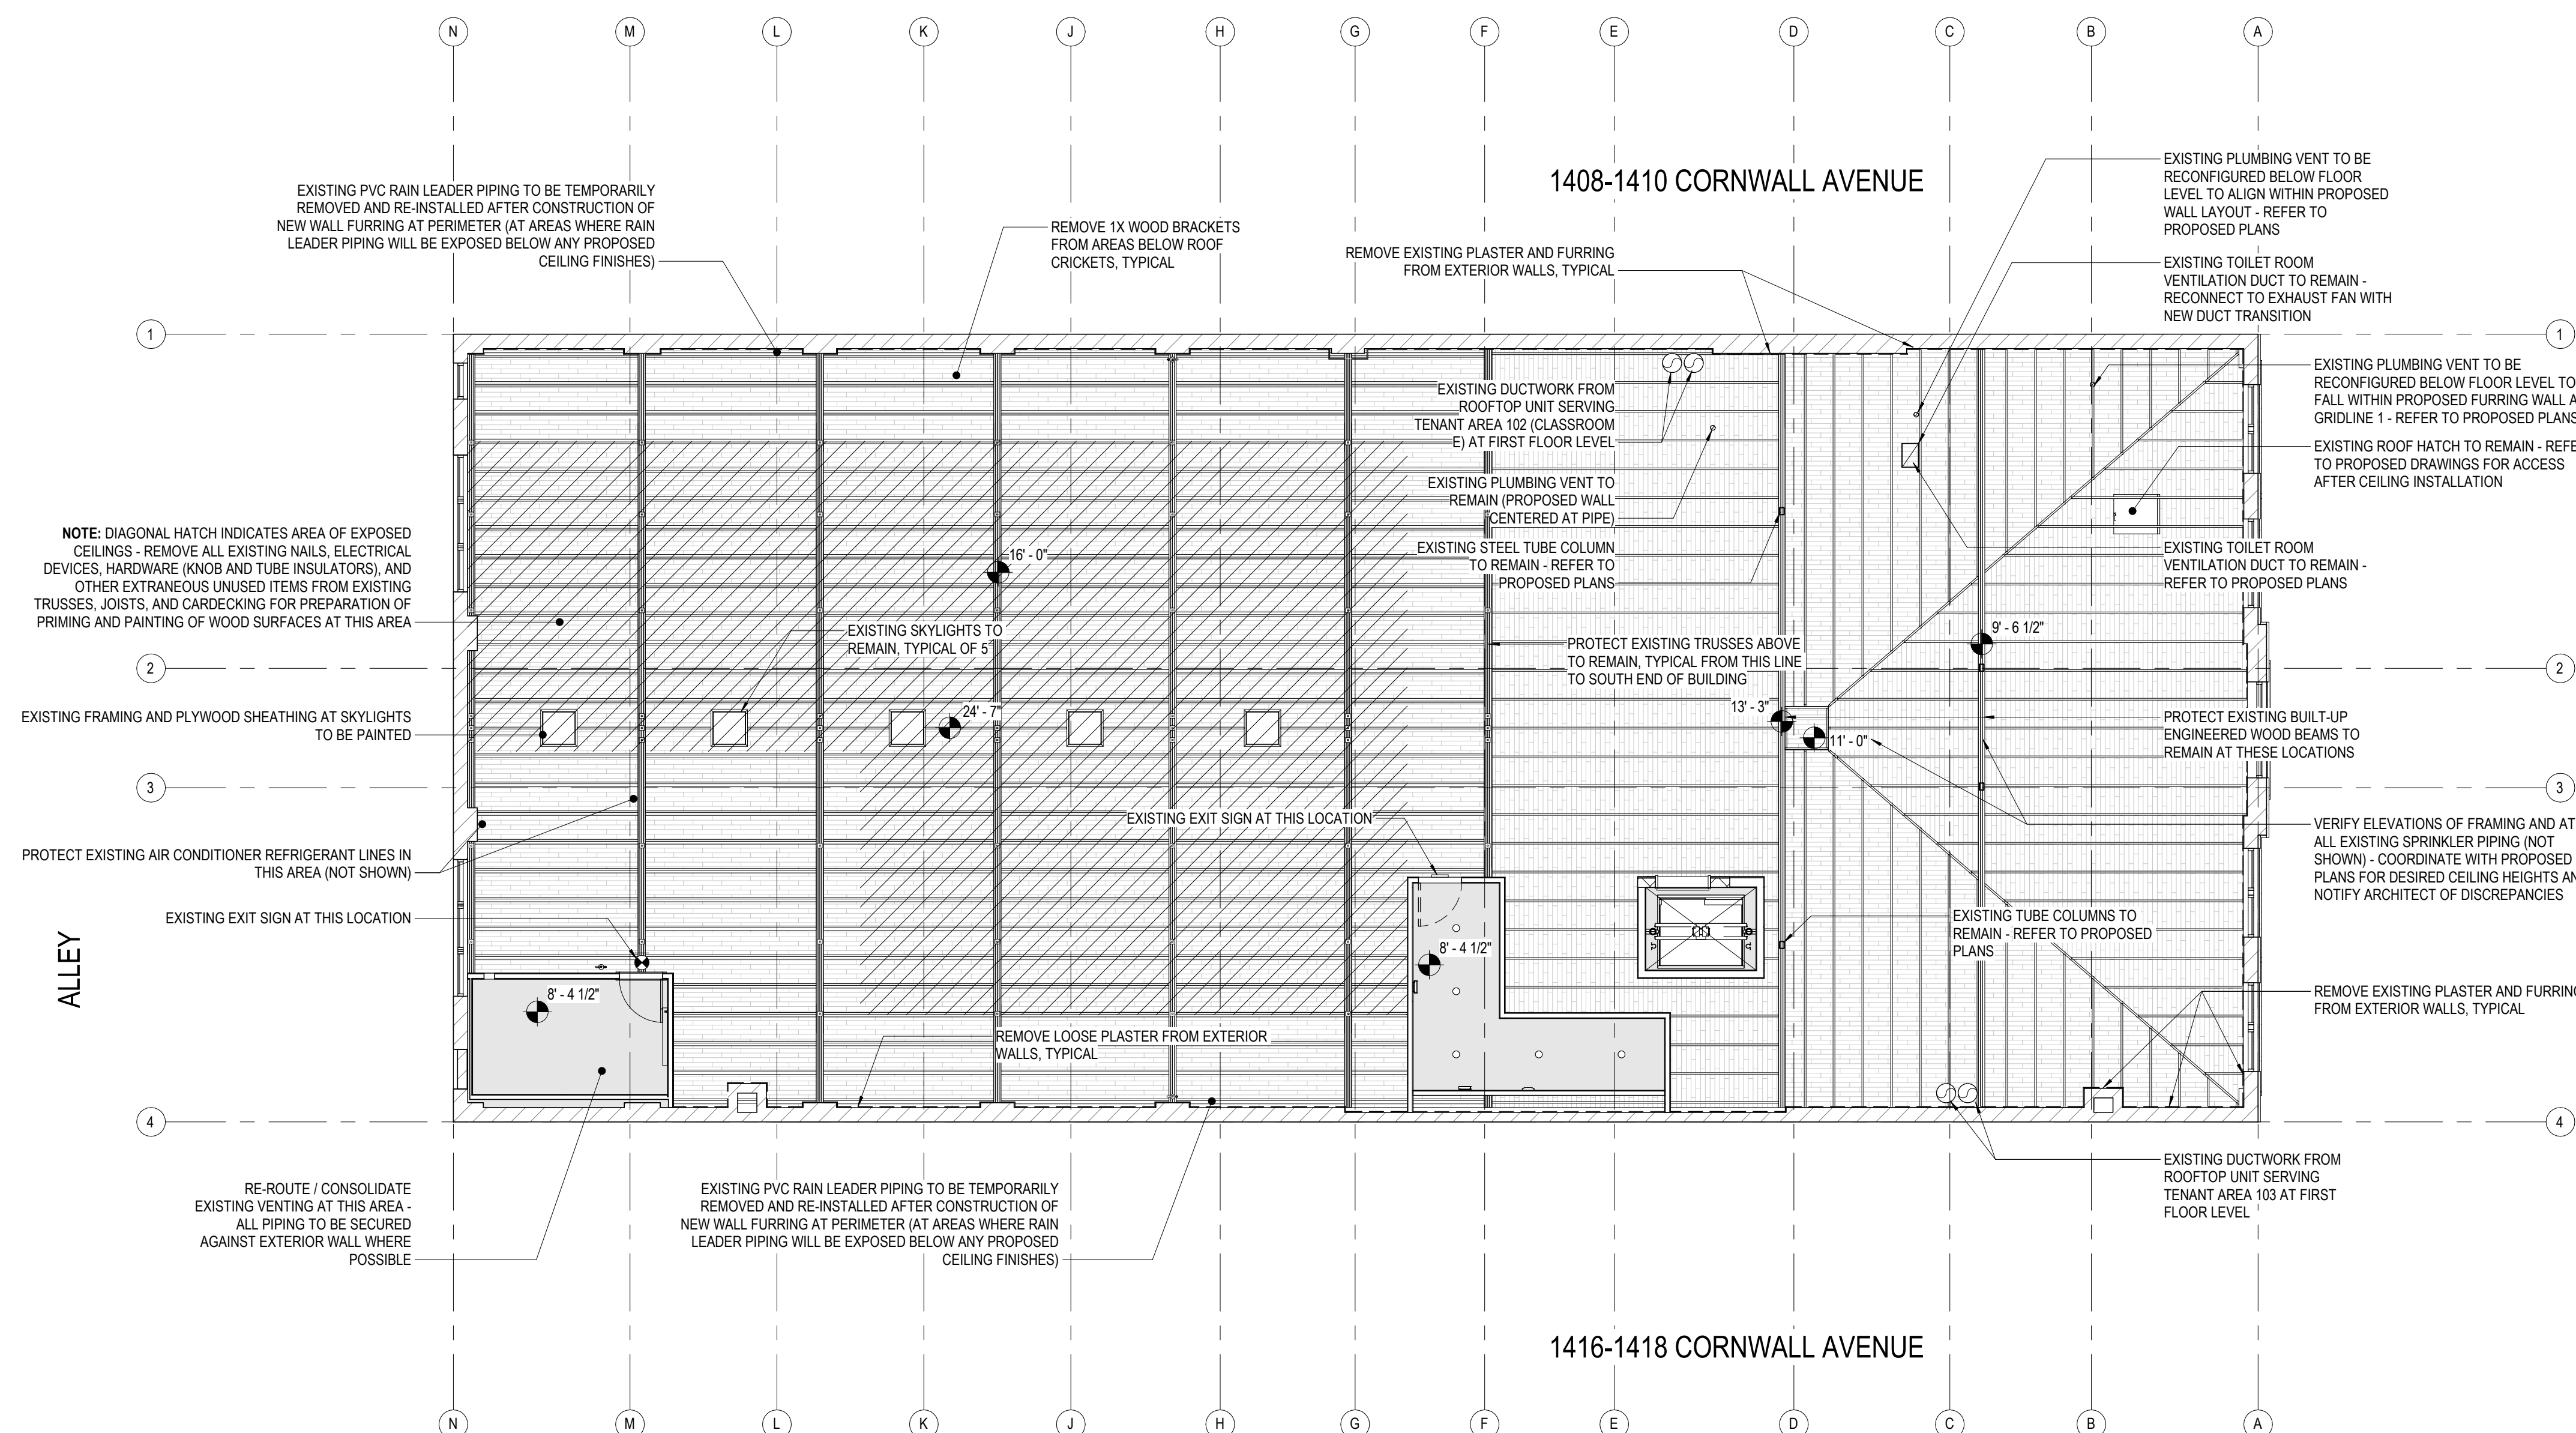 N M L K J H G F E D C B A
1408-1410 CORNWALL AVENUE
EXISTING PLUMBING VENT TO BE
RECONFIGURED BELOW FLOOR
LEVEL TO ALIGN WITHIN PROPOSED
WALL LAYOUT - REFER TO
PROPOSED PLANS
EXISTING PVC RAIN LEADER PIPING TO BE TEMPORARILY
REMOVED AND RE-INSTALLED AFTER CONSTRUCTION OF
NEW WALL FURRING AT PERIMETER (AT AREAS WHERE RAIN
LEADER PIPING WILL BE EXPOSED BELOW ANY PROPOSED
CEILING FINISHES)
REMOVE 1X WOOD BRACKETS
FROM AREAS BELOW ROOF
CRICKETS, TYPICAL
REMOVE EXISTING PLASTER AND FURRING
FROM EXTERIOR WALLS, TYPICAL
EXISTING TOILET ROOM
VENTILATION DUCT TO REMAIN -
RECONNECT TO EXHAUST FAN WITH
NEW DUCT TRANSITION
1
1
EXISTING PLUMBING VENT TO BE
RECONFIGURED BELOW FLOOR LEVEL TO
FALL WITHIN PROPOSED FURRING WALL A
GRIDLINE 1 - REFER TO PROPOSED PLANS
EXISTING DUCTWORK FROM
ROOFTOP UNIT SERVING
TENANT AREA 102 (CLASSROOM
E) AT FIRST FLOOR LEVEL
EXISTING ROOF HATCH TO REMAIN - REFE
TO PROPOSED DRAWINGS FOR ACCESS
AFTER CEILING INSTALLATION
EXISTING PLUMBING VENT TO
REMAIN (PROPOSED WALL
CENTERED AT PIPE)
NOTE: DIAGONAL HATCH INDICATES AREA OF EXPOSED
CEILINGS - REMOVE ALL EXISTING NAILS, ELECTRICAL
DEVICES, HARDWARE (KNOB AND TUBE INSULATORS), AND
OTHER EXTRANEOUS UNUSED ITEMS FROM EXISTING
TRUSSES, JOISTS, AND CARDECKING FOR PREPARATION OF
PRIMING AND PAINTING OF WOOD SURFACES AT THIS AREA
16' - 0"
EXISTING STEEL TUBE COLUMN
TO REMAIN - REFER TO
PROPOSED PLANS
EXISTING TOILET ROOM
VENTILATION DUCT TO REMAIN -
REFER TO PROPOSED PLANS
EXISTING SKYLIGHTS TO
REMAIN, TYPICAL OF 5
PROTECT EXISTING TRUSSES ABOVE
TO REMAIN, TYPICAL FROM THIS LINE
TO SOUTH END OF BUILDING
9' - 6 1/2"
2
2
EXISTING FRAMING AND PLYWOOD SHEATHING AT SKYLIGHTS
TO BE PAINTED
24' - 7"
13' - 3"
11' - 0"
PROTECT EXISTING BUILT-UP
ENGINEERED WOOD BEAMS TO
REMAIN AT THESE LOCATIONS
3
3
EXISTING EXIT SIGN AT THIS LOCATION
VERIFY ELEVATIONS OF FRAMING AND AT
ALL EXISTING SPRINKLER PIPING (NOT
SHOWN) - COORDINATE WITH PROPOSED
PLANS FOR DESIRED CEILING HEIGHTS AN
NOTIFY ARCHITECT OF DISCREPANCIES
PROTECT EXISTING AIR CONDITIONER REFRIGERANT LINES IN
THIS AREA (NOT SHOWN)
EXISTING EXIT SIGN AT THIS LOCATION
EXISTING TUBE COLUMNS TO
REMAIN - REFER TO PROPOSED
PLANS
8' - 4 1/2"
ALLEY
8' - 4 1/2"
REMOVE EXISTING PLASTER AND FURRING
FROM EXTERIOR WALLS, TYPICAL
REMOVE LOOSE PLASTER FROM EXTERIOR
WALLS, TYPICAL
4
4
EXISTING DUCTWORK FROM
ROOFTOP UNIT SERVING
TENANT AREA 103 AT FIRST
FLOOR LEVEL
RE-ROUTE / CONSOLIDATE
EXISTING VENTING AT THIS AREA -
ALL PIPING TO BE SECURED
AGAINST EXTERIOR WALL WHERE
POSSIBLE
EXISTING PVC RAIN LEADER PIPING TO BE TEMPORARILY
REMOVED AND RE-INSTALLED AFTER CONSTRUCTION OF
NEW WALL FURRING AT PERIMETER (AT AREAS WHERE RAIN
LEADER PIPING WILL BE EXPOSED BELOW ANY PROPOSED
CEILING FINISHES)
1416-1418 CORNWALL AVENUE
N M L K J H G F E D C B A